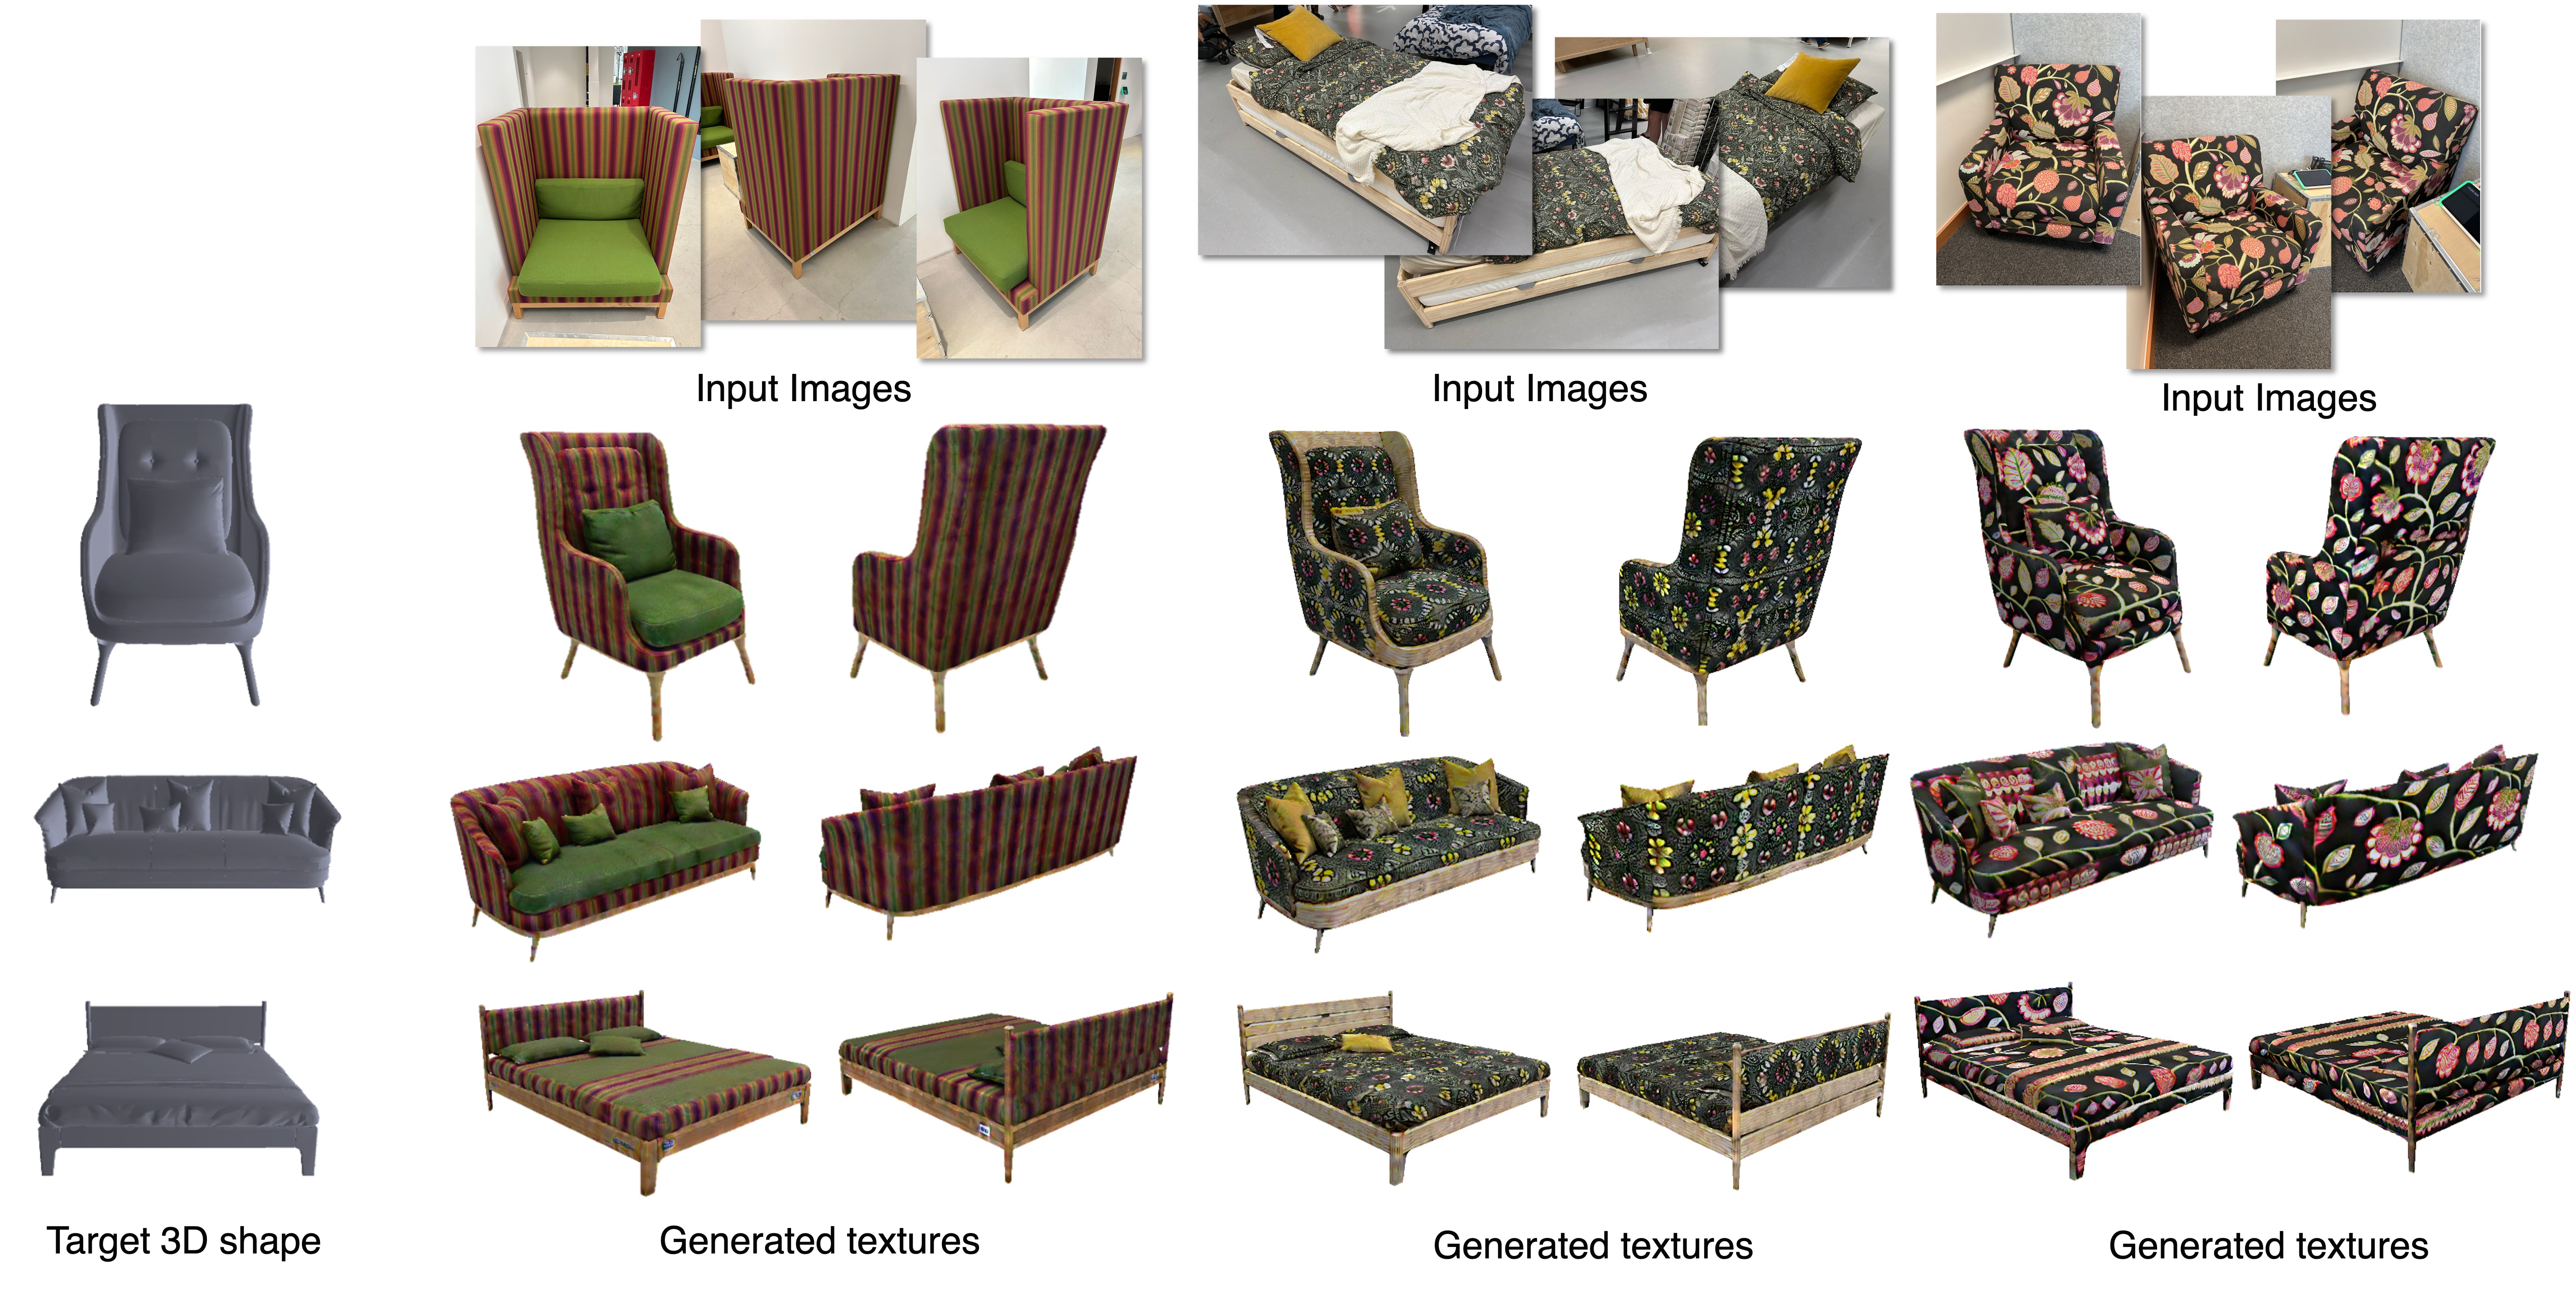 Input Images
Input Images
Input Images
Target 3D shape
Generated textures
Generated textures
Generated textures